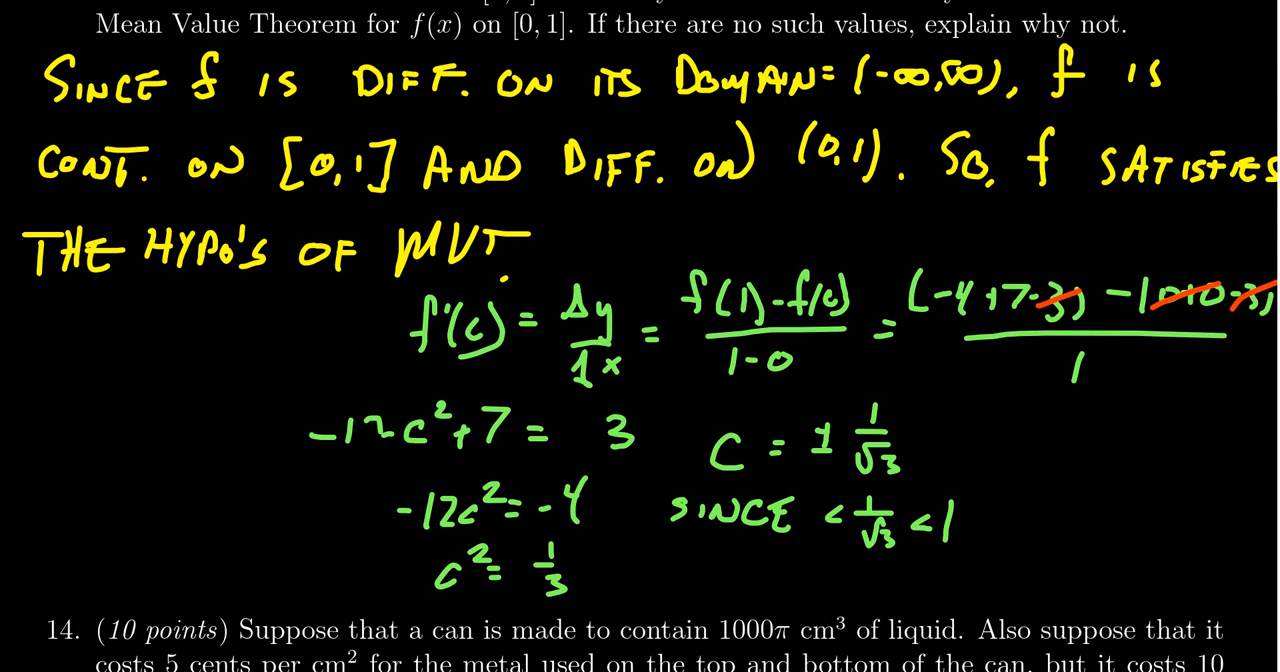 Mean Value Theorem for f(x) on [0, 1]. If there are no such values, explain why not.
SINCE f IS DIFF. ON ITS DOMAIN = (-∞,∞), f IS
CONT. ON [0,1] AND DIFF. ON (0,1). SO, f SATISFIES
THE HYPO'S OF MVT.
f'(c) = Δy/Δx = f(1)-f(0)/1-0 = (-4+7-3)-(0+0-3)/1
-12c²+7 = 3
-12c² = -4
c² = 1/3
C = ± 1/√3
SINCE < 1/√3 < 1
14. (10 points) Suppose that a can is made to contain 1000π cm³ of liquid. Also suppose that it
costs 5 cents per cm² for the metal used on the top and bottom of the can, but it costs 10